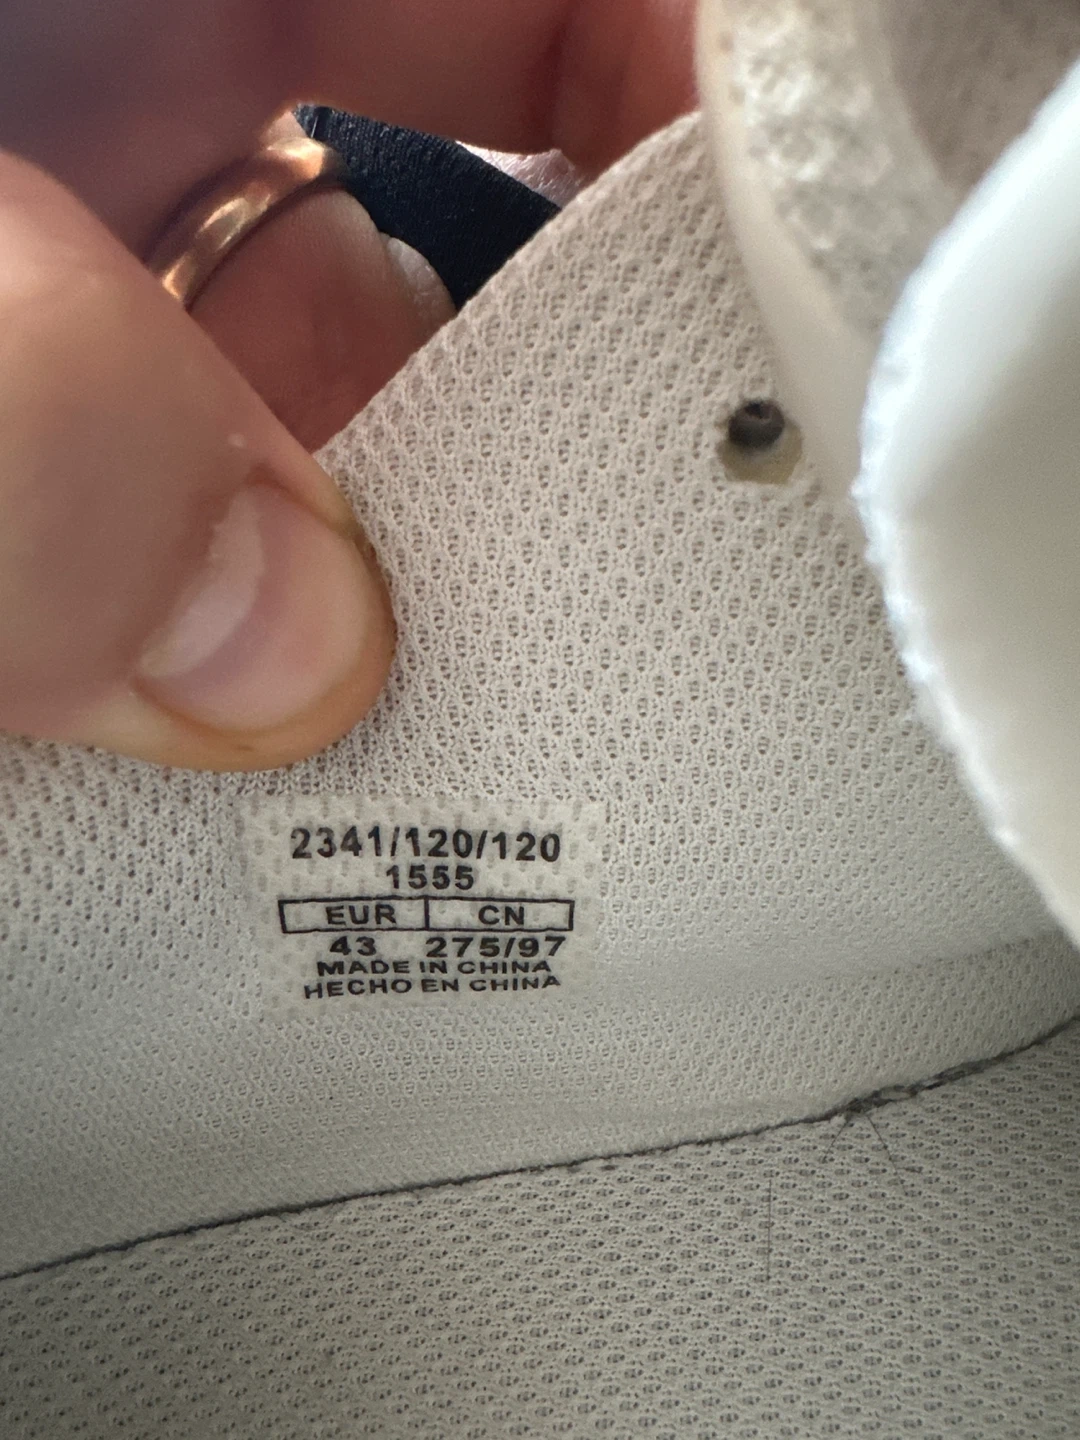 2341/120/120
1555
EUR CN
43 275/97
MADE IN CHINA
HECHO EN CHINA